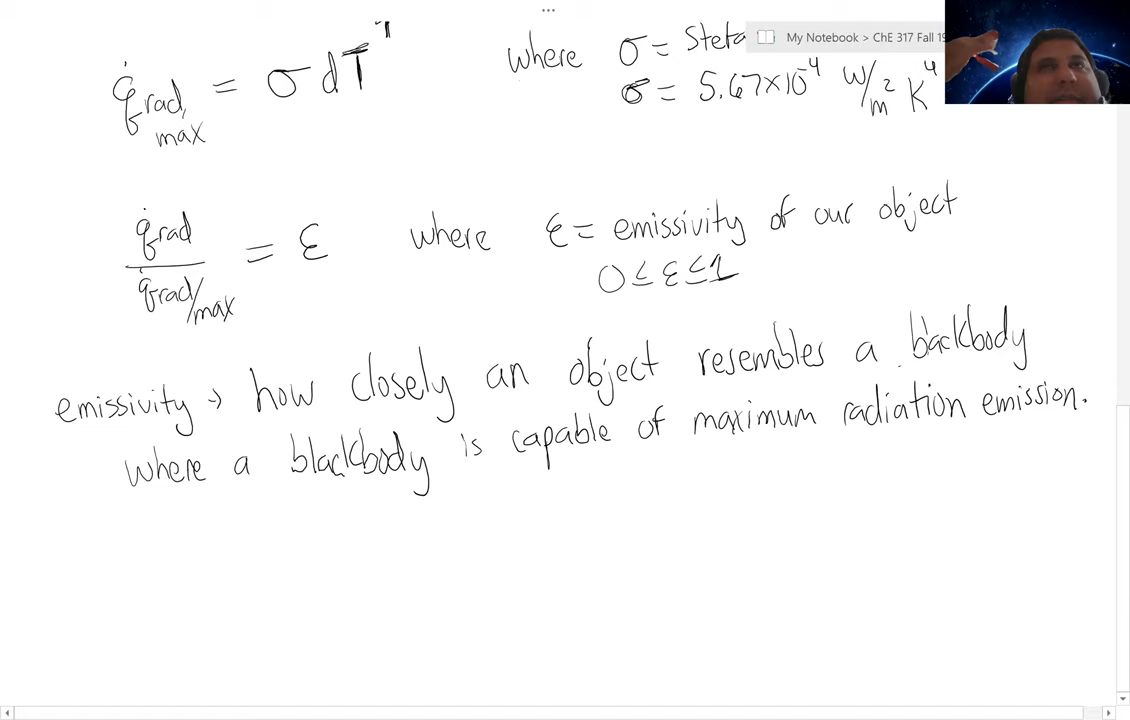 ...
q̇rad, max = σ dT⁴ where σ = Stefa
My Notebook > ChE 317 Fall 19
σ = 5.67×10⁻⁴ W/m² K⁴
q̇rad / q̇rad/max = ε where ε = emissivity of our object
0 ≤ ε ≤ 1
emissivity → how closely an object resembles a blackbody
where a blackbody is capable of maximum radiation emission.